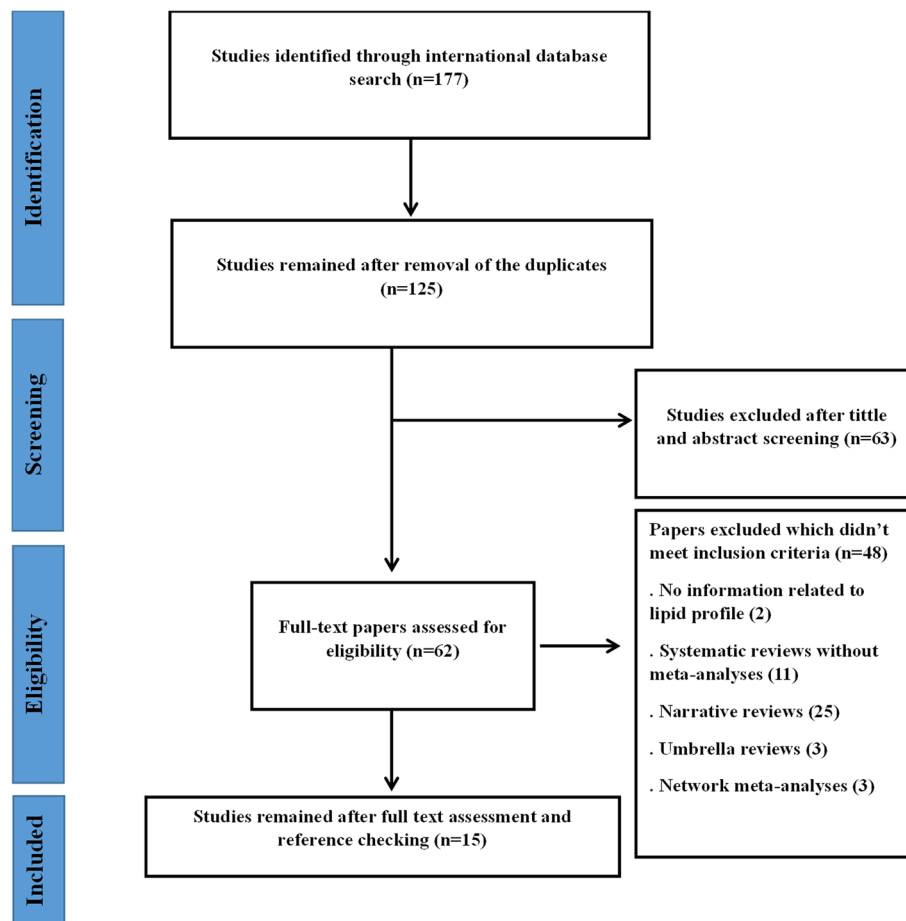 Identification
Studies identified through international database
search (n=177)
Studies remained after removal of the duplicates
(n=125)
Screening
Studies excluded after tittle
and abstract screening (n=63)
Eligibility
Full-text papers assessed for
eligibility (n=62)
Papers excluded which didn’t
meet inclusion criteria (n=48)
. No information related to
lipid profile (2)
. Systematic reviews without
meta-analyses (11)
. Narrative reviews (25)
. Umbrella reviews (3)
. Network meta-analyses (3)
Included
Studies remained after full text assessment and
reference checking (n=15)